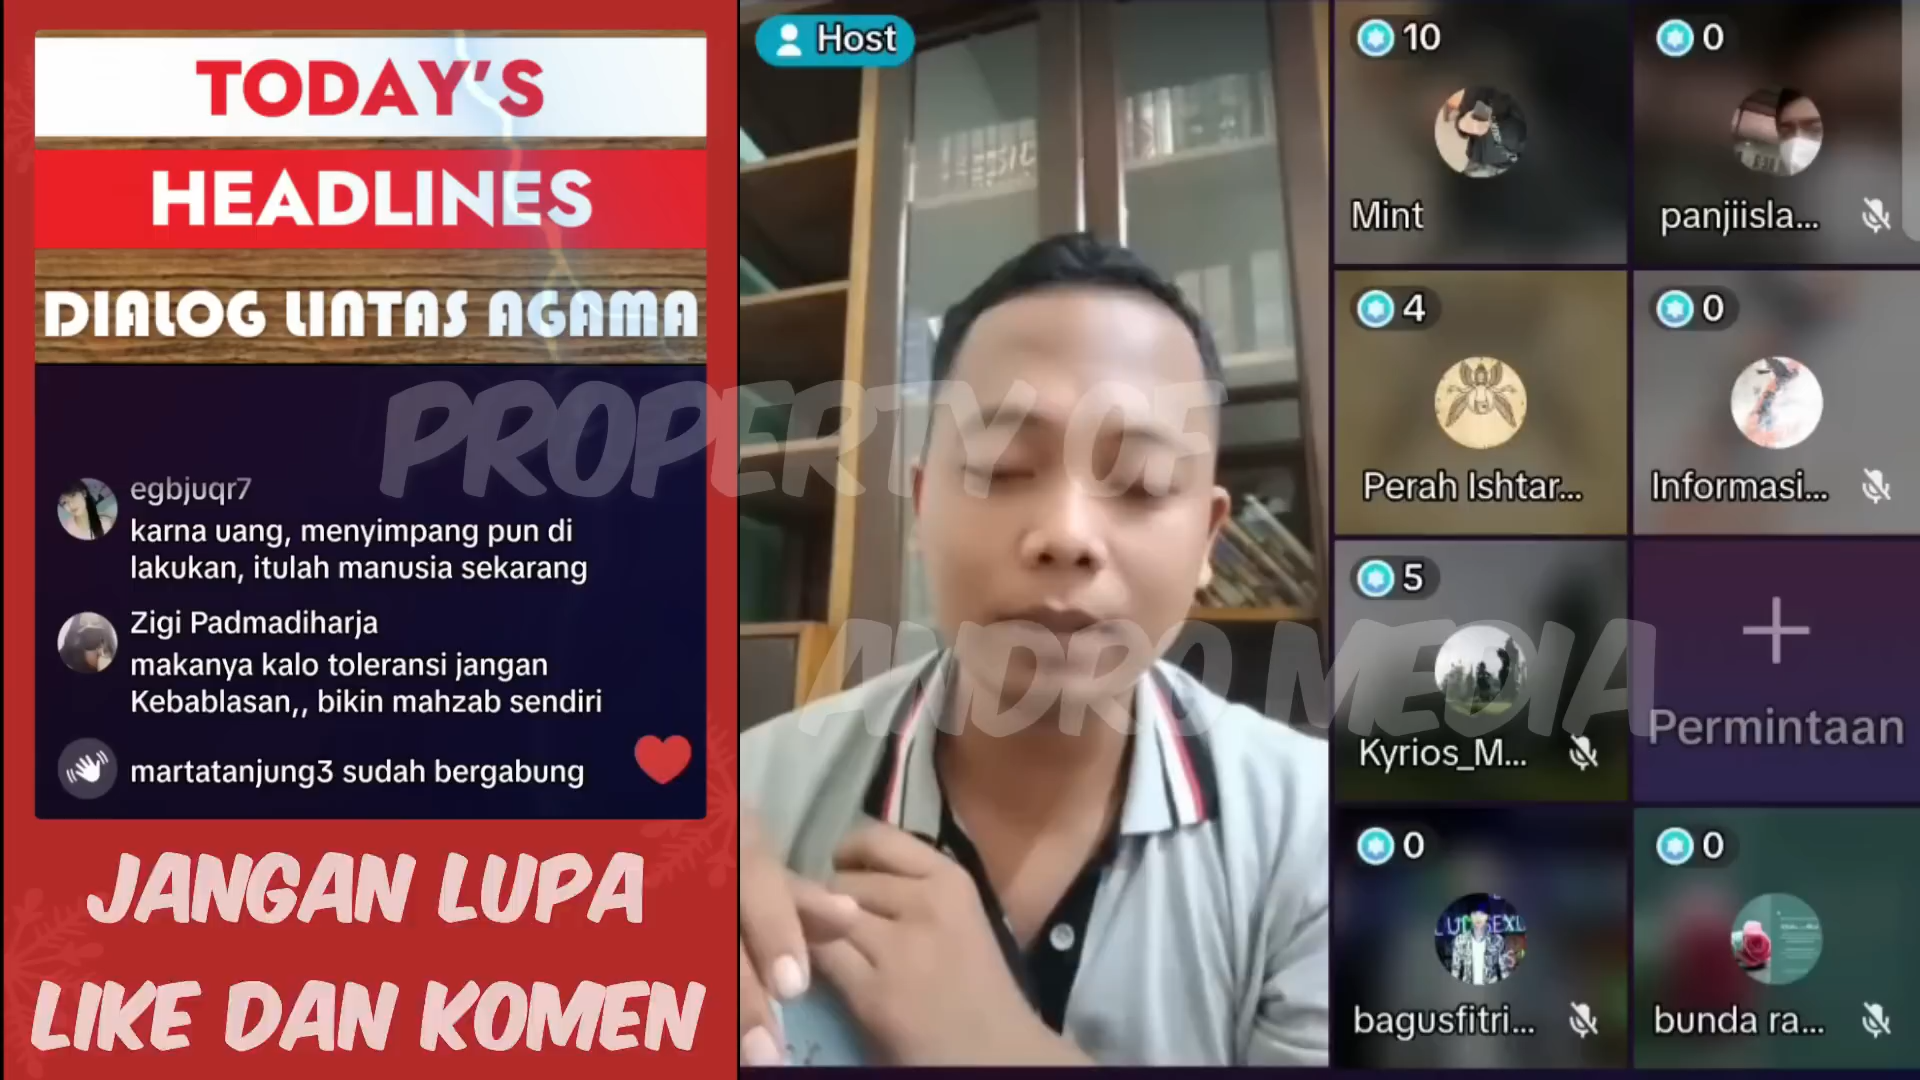 TODAY'S
HEADLINES
DIALOG LINTAS AGAMA
egbjuqr7
karna uang, menyimpang pun di
lakukan, itulah manusia sekarang
Zigi Padmadiharja
makanya kalo toleransi jangan
Kebablasan,, bikin mahzab sendiri
martatanjung3 sudah bergabung
JANGAN LUPA
LIKE DAN KOMEN
PROPERTY OF
ANDRO MEDIA
Host
10
Mint
0
panjiisla...
4
Perah Ishtar...
0
Informasi...
5
Kyrios_M...
Permintaan
0
bagusfitri...
0
bunda ra...